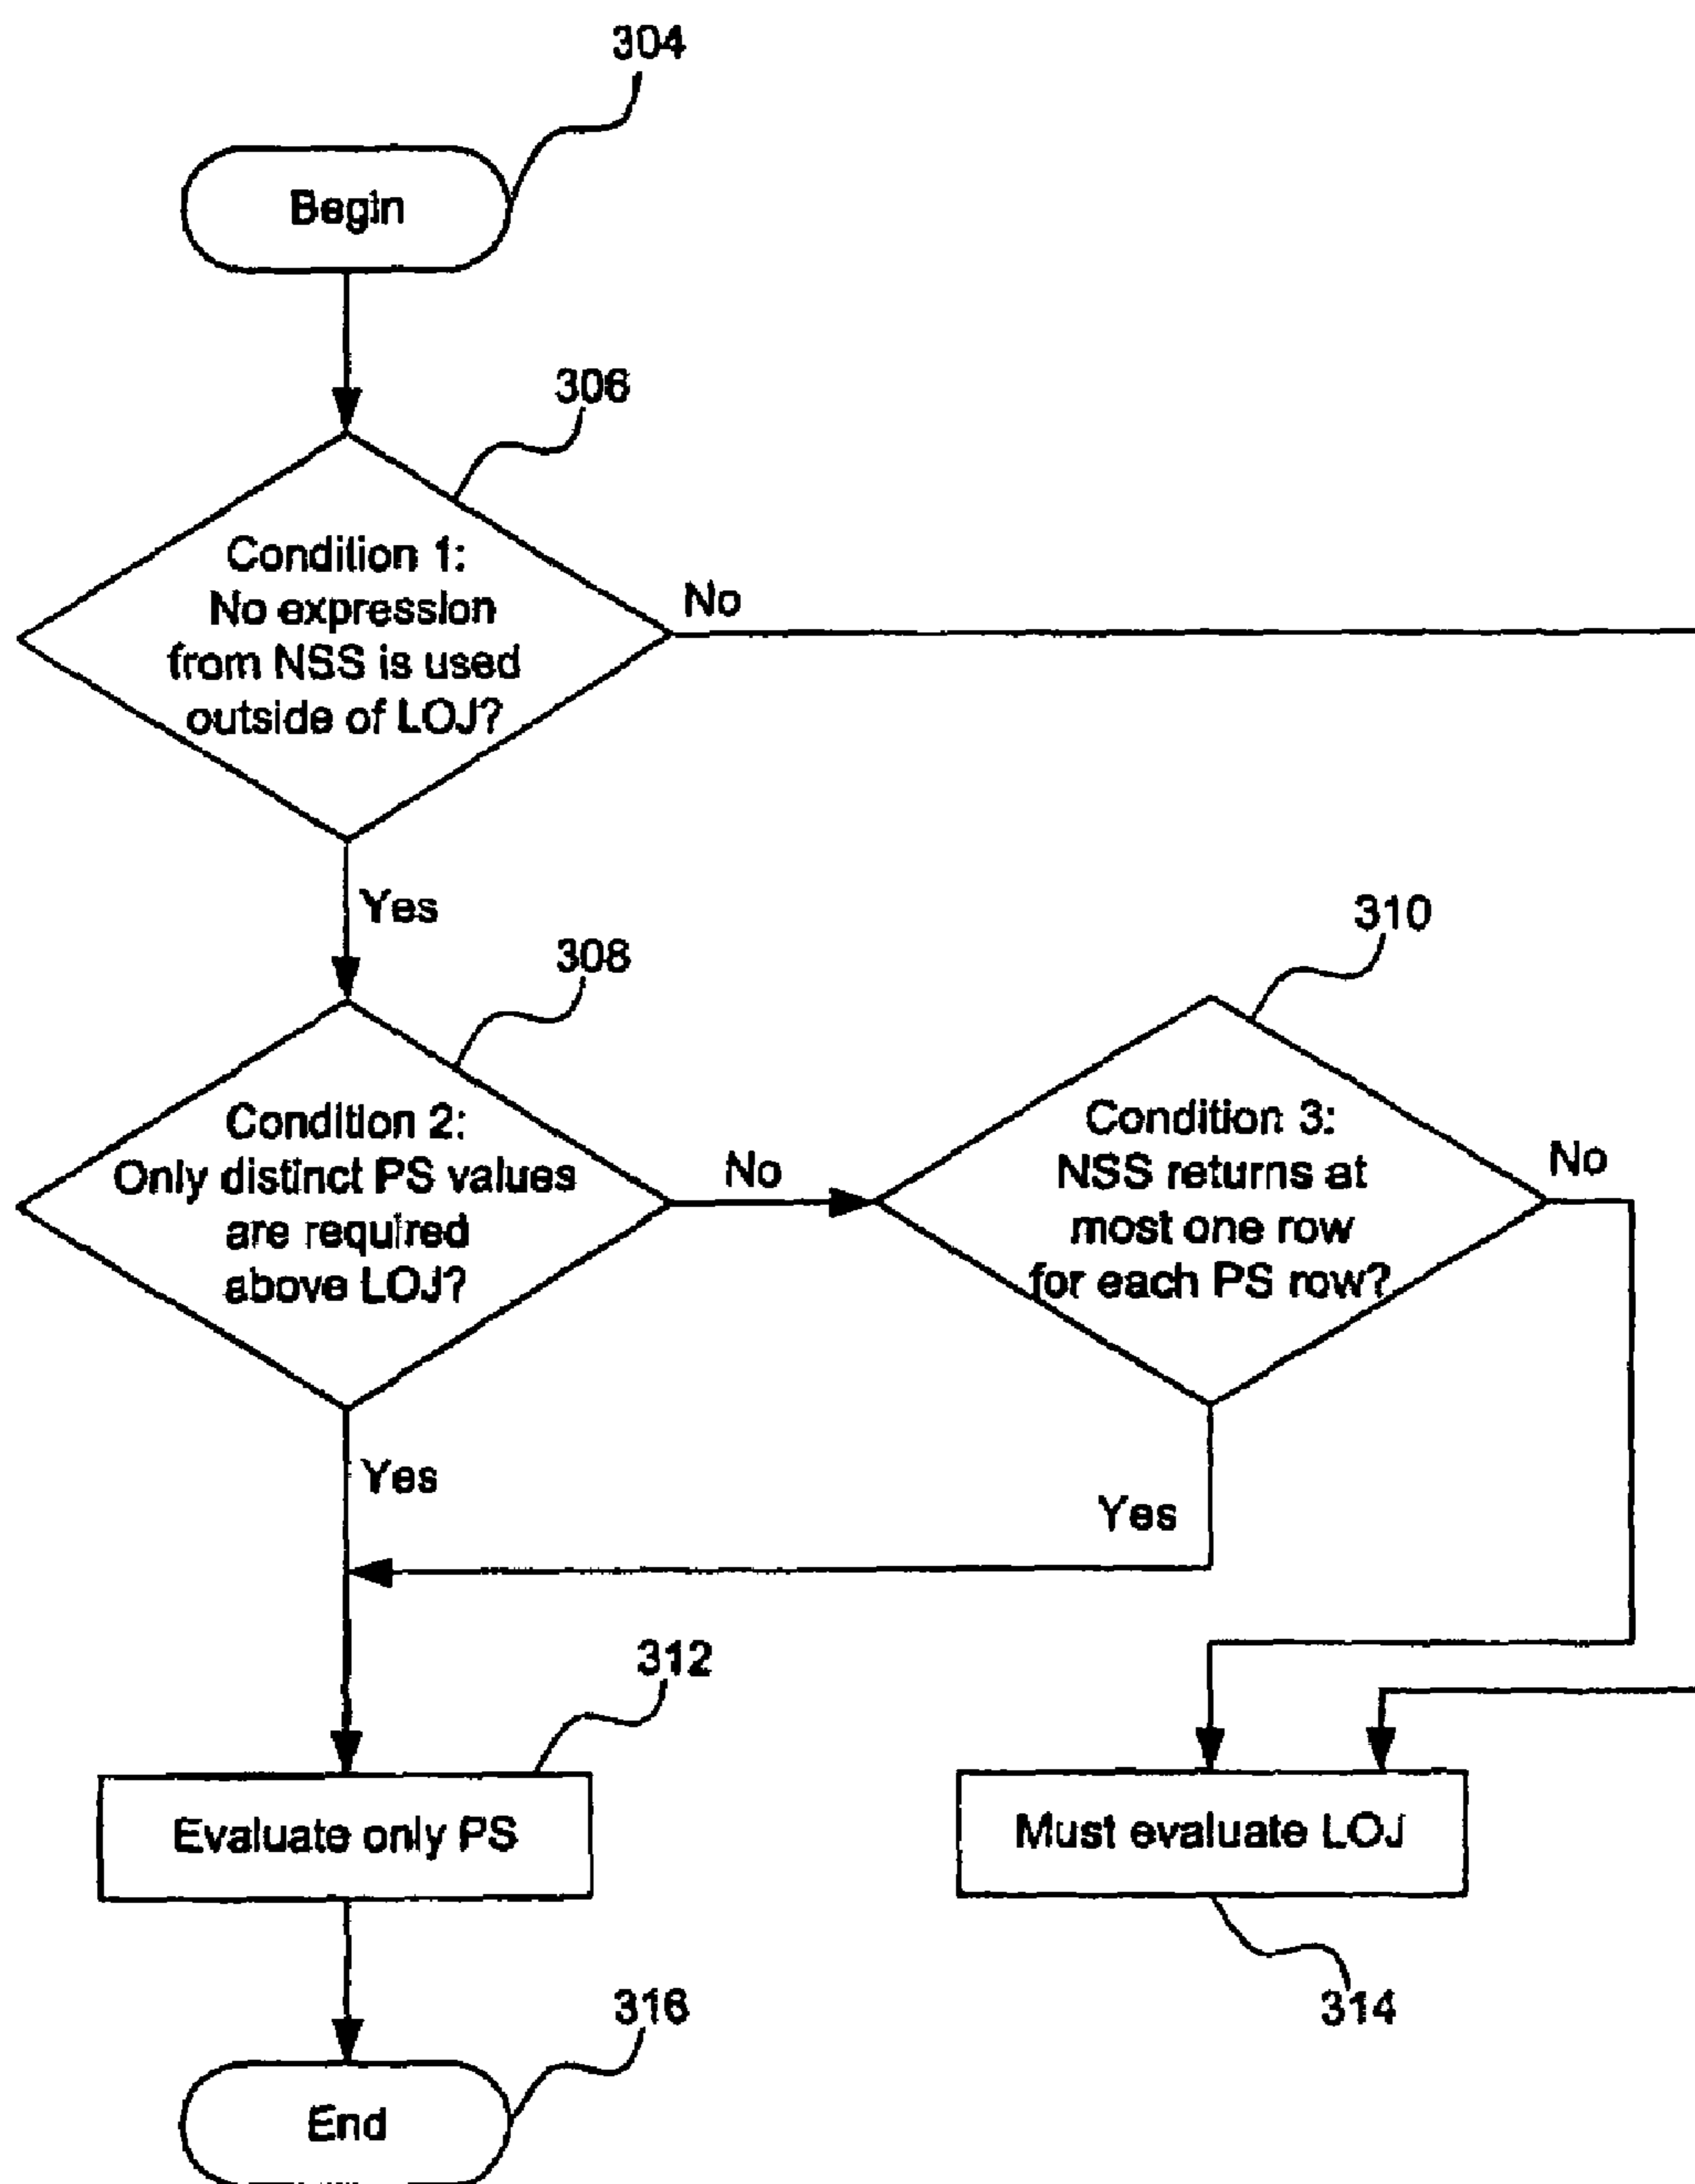 304
Begin
306
Condition 1:
No expression
from NSS is used
outside of LOJ?
No
Yes
308
310
Condition 2:
Only distinct PS values
are required
above LOJ?
No
Condition 3:
NSS returns at
most one row
for each PS row?
No
Yes
Yes
312
Evaluate only PS
Must evaluate LOJ
314
316
End